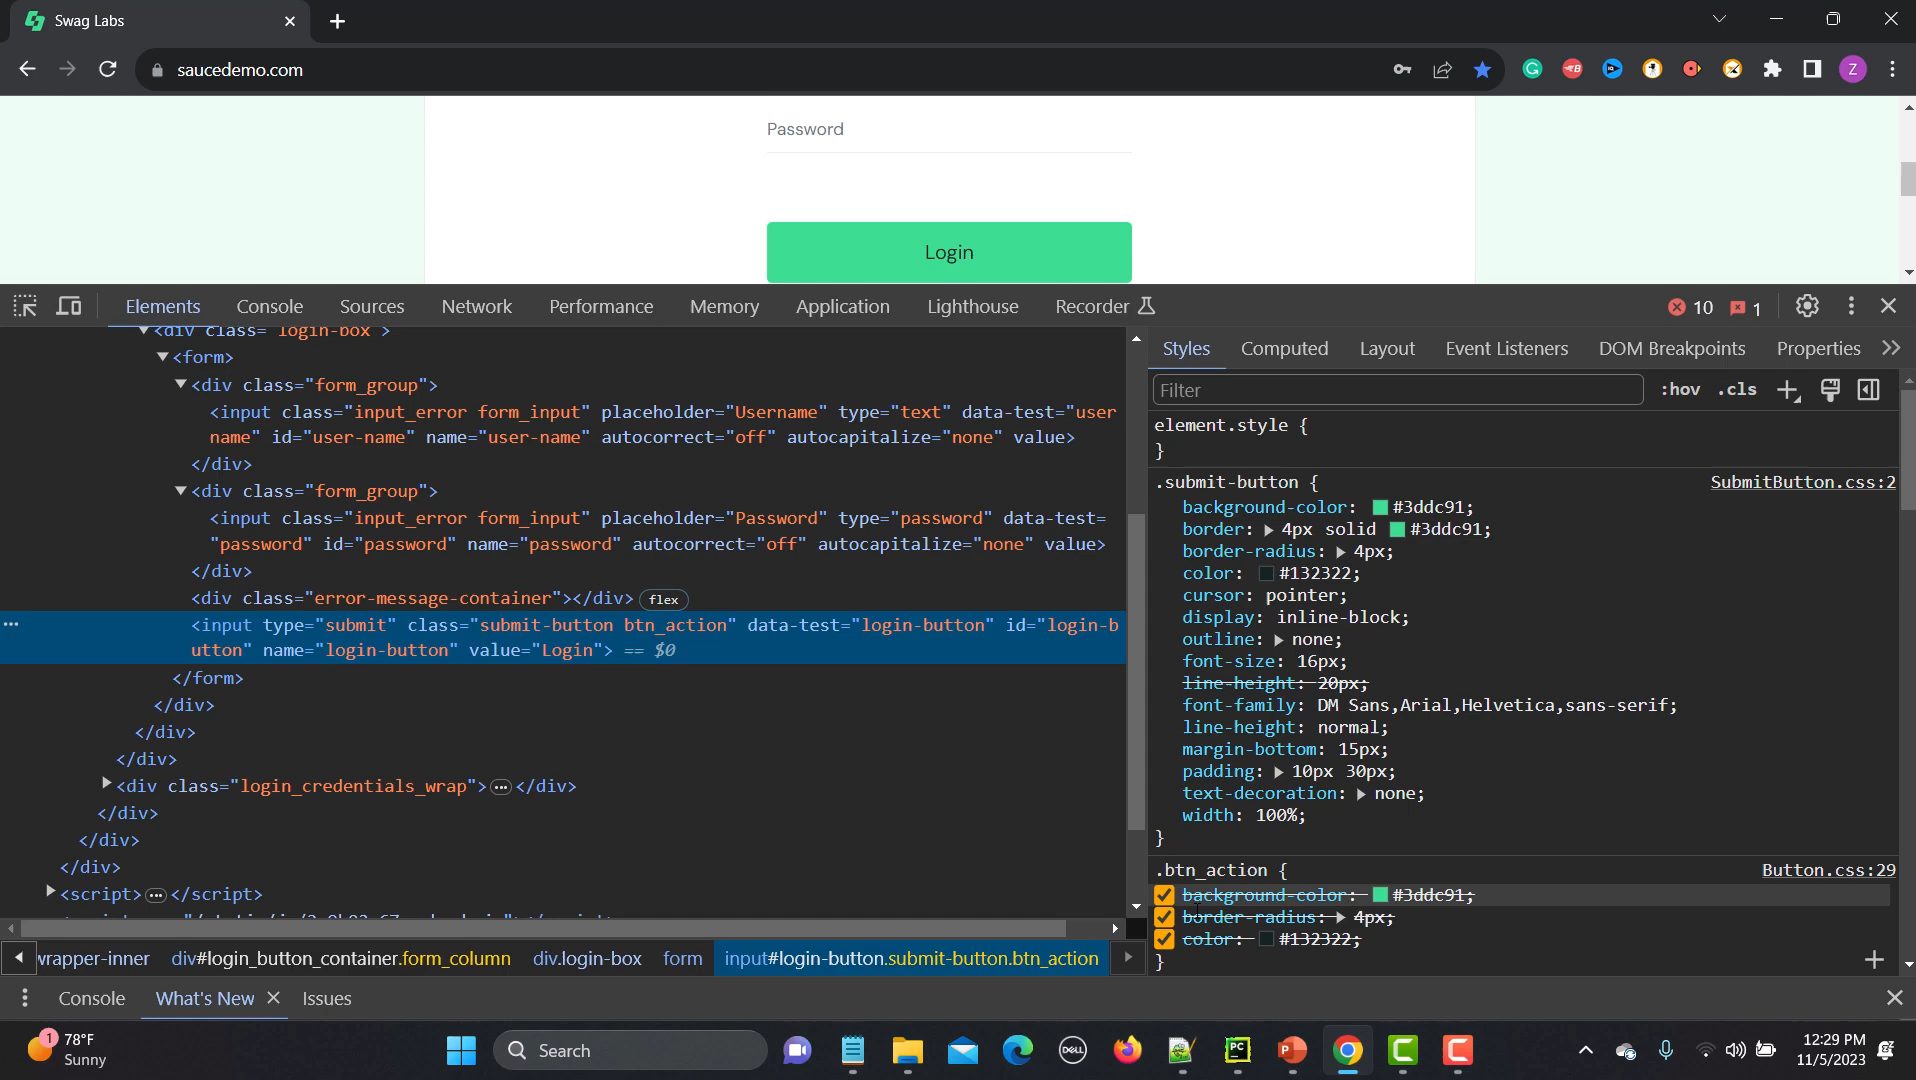 Swag Labs
saucedemo.com
Z
Password
Login
Elements Console Sources Network Performance Memory Application Lighthouse Recorder 10 1
<div class="login-box">
<form>
<div class="form_group">
<input class="input_error form_input" placeholder="Username" type="text" data-test="user
name" id="user-name" name="user-name" autocorrect="off" autocapitalize="none" value>
</div>
<div class="form_group">
<input class="input_error form_input" placeholder="Password" type="password" data-test=
"password" id="password" name="password" autocorrect="off" autocapitalize="none" value>
</div>
<div class="error-message-container"></div> flex
<input type="submit" class="submit-button btn_action" data-test="login-button" id="login-b
utton" name="login-button" value="Login"> == $0
</form>
</div>
</div>
</div>
<div class="login_credentials_wrap">…</div>
</div>
</div>
</div>
<script>…</script>
wrapper-inner div#login_button_container.form_column div.login-box form input#login-button.submit-button.btn_action
Styles Computed Layout Event Listeners DOM Breakpoints Properties
Filter :hov .cls
element.style {
}
.submit-button { SubmitButton.css:2
background-color: #3ddc91;
border: 4px solid #3ddc91;
border-radius: 4px;
color: #132322;
cursor: pointer;
display: inline-block;
outline: none;
font-size: 16px;
line-height: 20px;
font-family: DM Sans,Arial,Helvetica,sans-serif;
line-height: normal;
margin-bottom: 15px;
padding: 10px 30px;
text-decoration: none;
width: 100%;
}
.btn_action { Button.css:29
background-color: #3ddc91;
border-radius: 4px;
color: #132322;
}
Console What's New Issues
1 78°F
Sunny
Search
DELL
PC
P
C
C
12:29 PM
11/5/2023